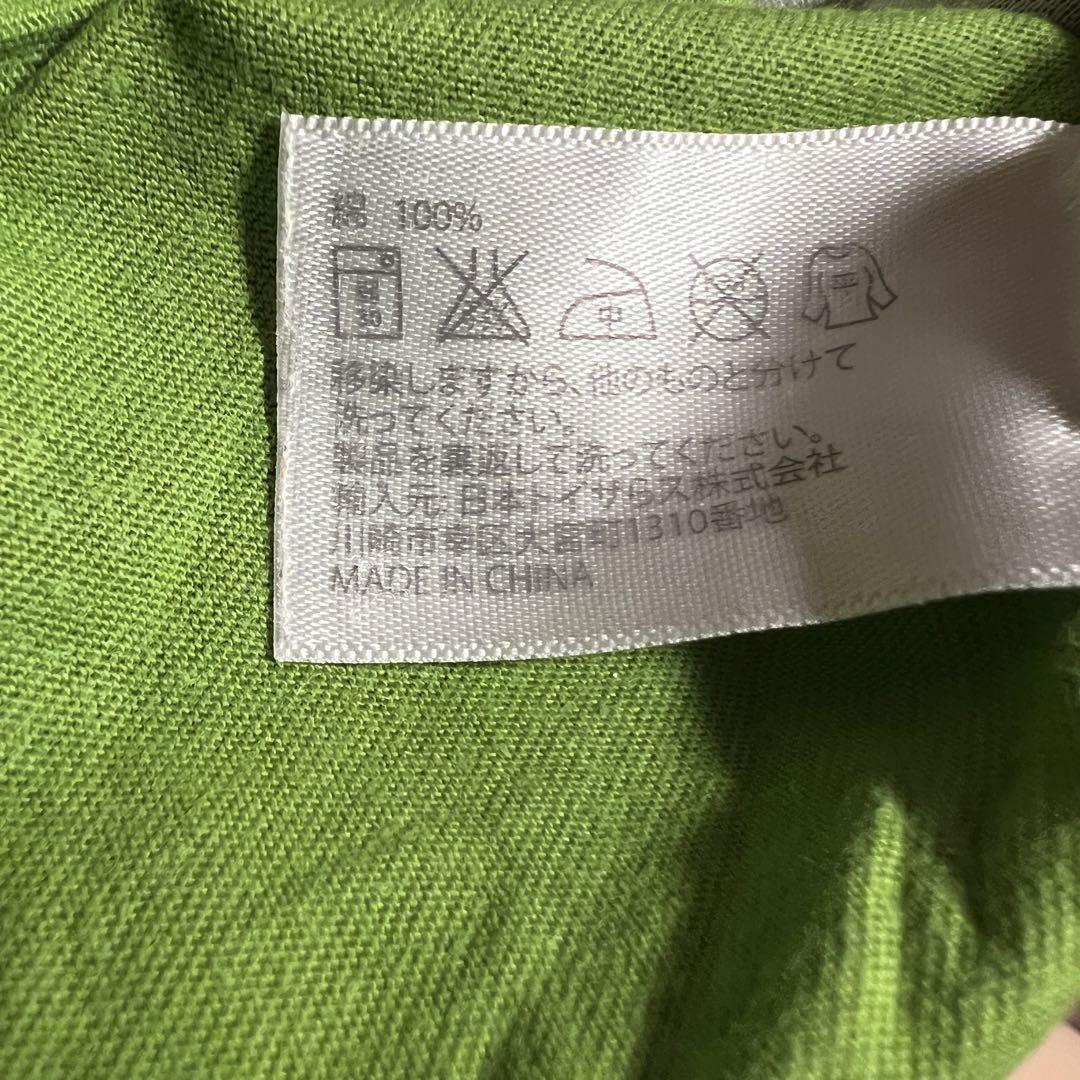 綿 100%
中
移染しますから、他のものと分けて
洗ってください。
製品を裏返して洗ってください。
輸入元: 日本トイザらス株式会社
川崎市幸区大宮町1310番地
MADE IN CHINA